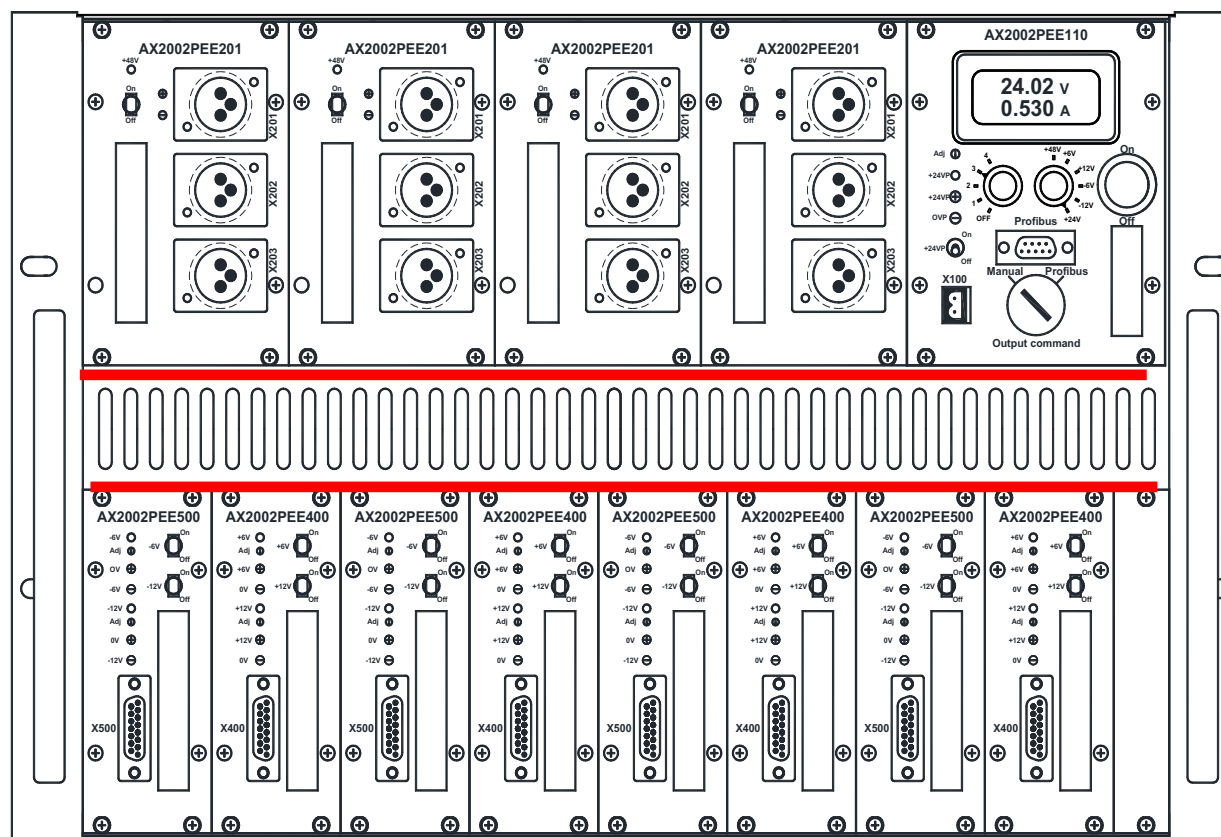 AX2002PEE201
+48V
On
Off
X201
X202
X203
AX2002PEE201
+48V
On
Off
X201
X202
X203
AX2002PEE201
+48V
On
Off
X201
X202
X203
AX2002PEE201
+48V
On
Off
X201
X202
X203
AX2002PEE110
24.02 V
0.530 A
Adj
+24VP
+24VP
OVP
+24VP
On
Off
4
3
2
1
OFF
+48V
+6V
+12V
-6V
-12V
+24V
On
Off
Profibus
Manual
Profibus
X100
Output command
AX2002PEE500
-6V
Adj
OV
-6V
-12V
Adj
0V
-12V
-6V
On
Off
-12V
On
Off
X500
AX2002PEE400
+6V
Adj
+6V
0V
+12V
Adj
+12V
0V
+6V
On
Off
+12V
On
Off
X400
AX2002PEE500
-6V
Adj
OV
-6V
-12V
Adj
0V
-12V
-6V
On
Off
-12V
On
Off
X500
AX2002PEE400
+6V
Adj
+6V
0V
+12V
Adj
+12V
0V
+6V
On
Off
+12V
On
Off
X400
AX2002PEE500
-6V
Adj
OV
-6V
-12V
Adj
0V
-12V
-6V
On
Off
-12V
On
Off
X500
AX2002PEE400
+6V
Adj
+6V
0V
+12V
Adj
+12V
0V
+6V
On
Off
+12V
On
Off
X400
AX2002PEE500
-6V
Adj
OV
-6V
-12V
Adj
0V
-12V
-6V
On
Off
-12V
On
Off
X500
AX2002PEE400
+6V
Adj
+6V
0V
+12V
Adj
+12V
0V
+6V
On
Off
+12V
On
Off
X400